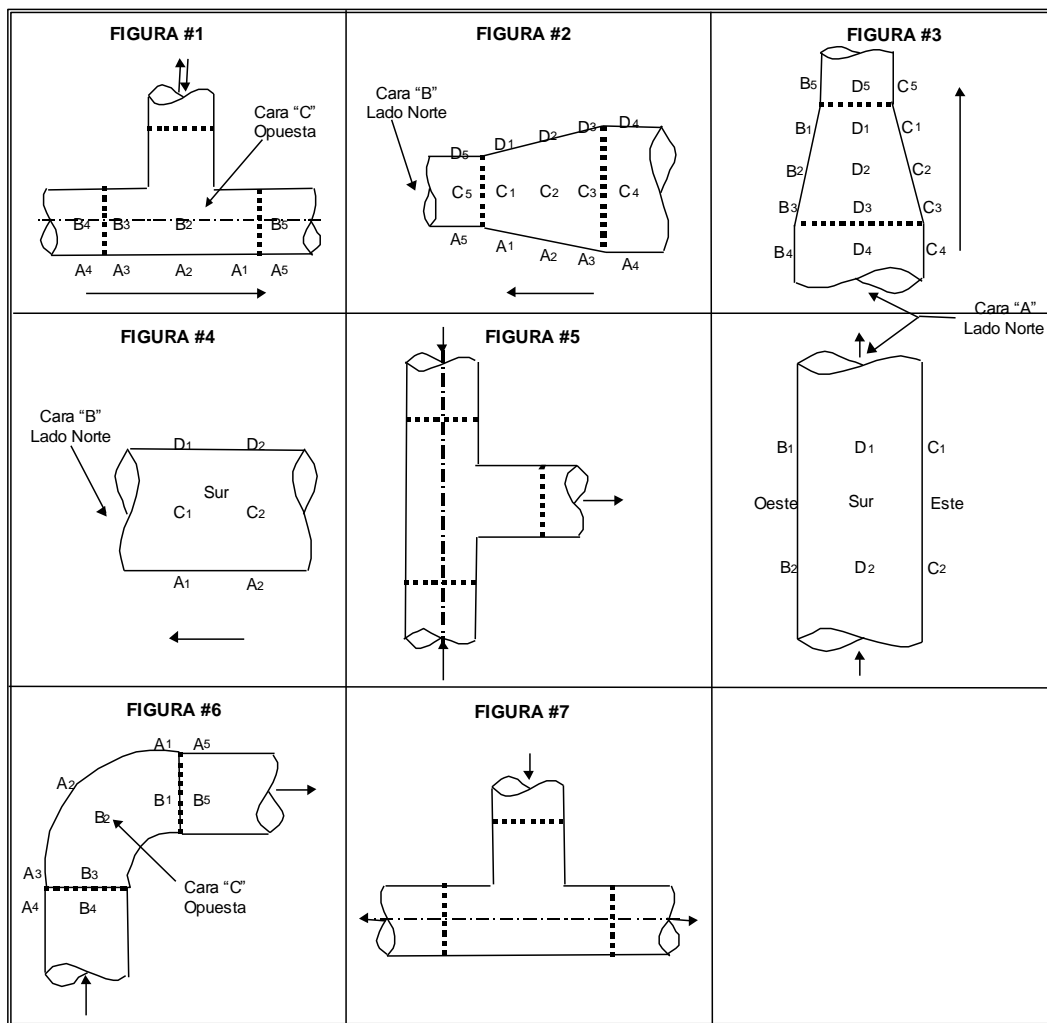 FIGURA #1
Cara "C"
Opuesta
B4 B3 B2 B5
A4 A3 A2 A1 A5
FIGURA #2
Cara "B"
Lado Norte
D5 D1 D2 D3 D4
C5 C1 C2 C3 C4
A5 A1 A2 A3 A4
FIGURA #3
B5 D5 C5
B1 D1 C1
B2 D2 C2
B3 D3 C3
B4 D4 C4
Cara "A"
Lado Norte
FIGURA #4
Cara "B"
Lado Norte
D1 D2
Sur
C1 C2
A1 A2
FIGURA #5
B1 D1 C1
Oeste Sur Este
B2 D2 C2
FIGURA #6
A1 A5
A2 B1 B5
B2
A3 B3
A4 B4
Cara "C"
Opuesta
FIGURA #7